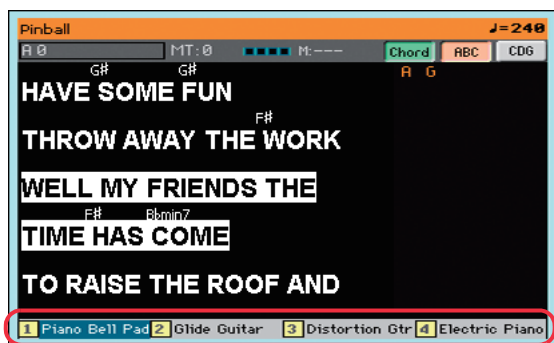 Pinball ♩=240
A 0 MT:0 M:--- Chord ABC CDG
G# G# A G
HAVE SOME FUN
F#
THROW AWAY THE WORK
WELL MY FRIENDS THE
F# B♭min7
TIME HAS COME
TO RAISE THE ROOF AND
1 Piano Bell Pad 2 Glide Guitar 3 Distortion Gtr 4 Electric Piano